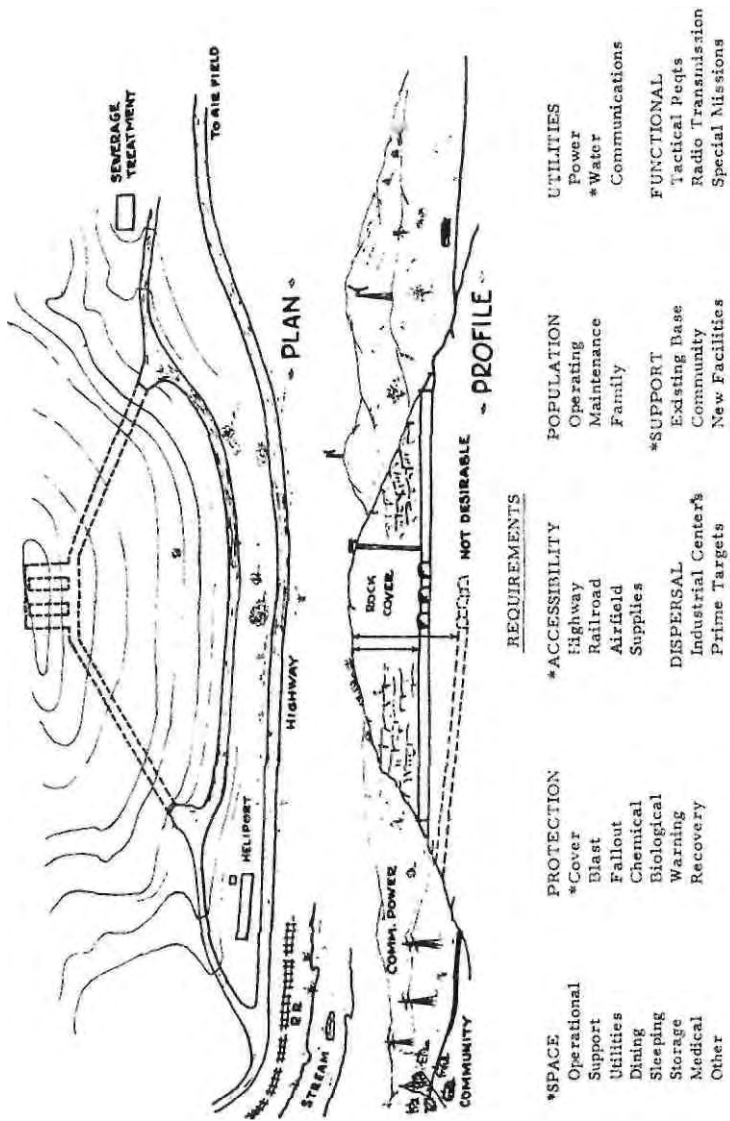 SEWERAGE
TREATMENT
TO AIR FIELD
PLAN
HIGHWAY
HELIPORT
RR
STREAM
PROFILE
NOT DESIRABLE
ROCK
COVER
COMM. POWER
COMMUNITY
REQUIREMENTS
*SPACE
Operational
Support
Utilities
Dining
Sleeping
Storage
Medical
Other
PROTECTION
*Cover
Blast
Fallout
Chemical
Biological
Warning
Recovery
*ACCESSIBILITY
Highway
Railroad
Airfield
Supplies
DISPERSAL
Industrial Center's
Prime Targets
POPULATION
Operating
Maintenance
Family
*SUPPORT
Existing Base
Community
New Facilities
UTILITIES
Power
*Water
Communications
FUNCTIONAL
Tactical Peqts
Radio Transmission
Special Missions